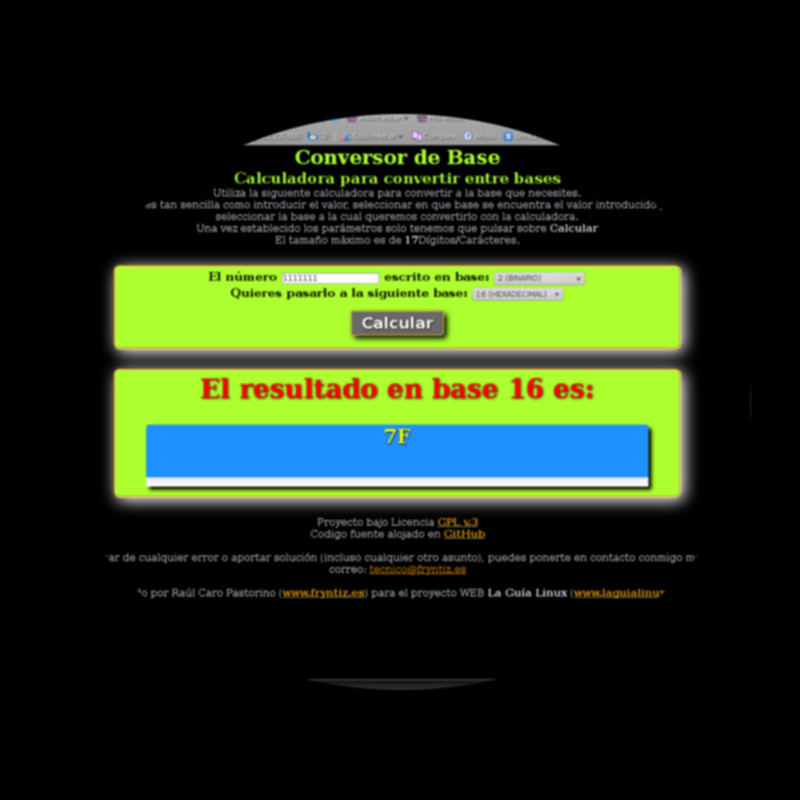 Conversor de Base
Calculadora para convertir entre bases
Utiliza la siguiente calculadora para convertir a la base que necesites.
es tan sencilla como introducir el valor, seleccionar en que base se encuentra el valor introducido
seleccionar la base a la cual queremos convertirlo con la calculadora.
Una vez establecido los parámetros solo tenemos que pulsar sobre Calcular
El tamaño máximo es de 17Dígitos/Carácteres.
El número 1111111 escrito en base: 2 (BINARIO)
Quieres pasarlo a la siguiente base: 16 (HEXADECIMAL)
Calcular
El resultado en base 16 es:
7F
Proyecto bajo Licencia GPL v.3
Codigo fuente alojado en GitHub
ar de cualquier error o aportar solución (incluso cualquier otro asunto), puedes ponerte en contacto conmigo
correo: tecnico@fryntiz.es
por Raúl Caro Pastorino (www.fryntiz.es) para el proyecto WEB La Guía Linux (www.laguialinu